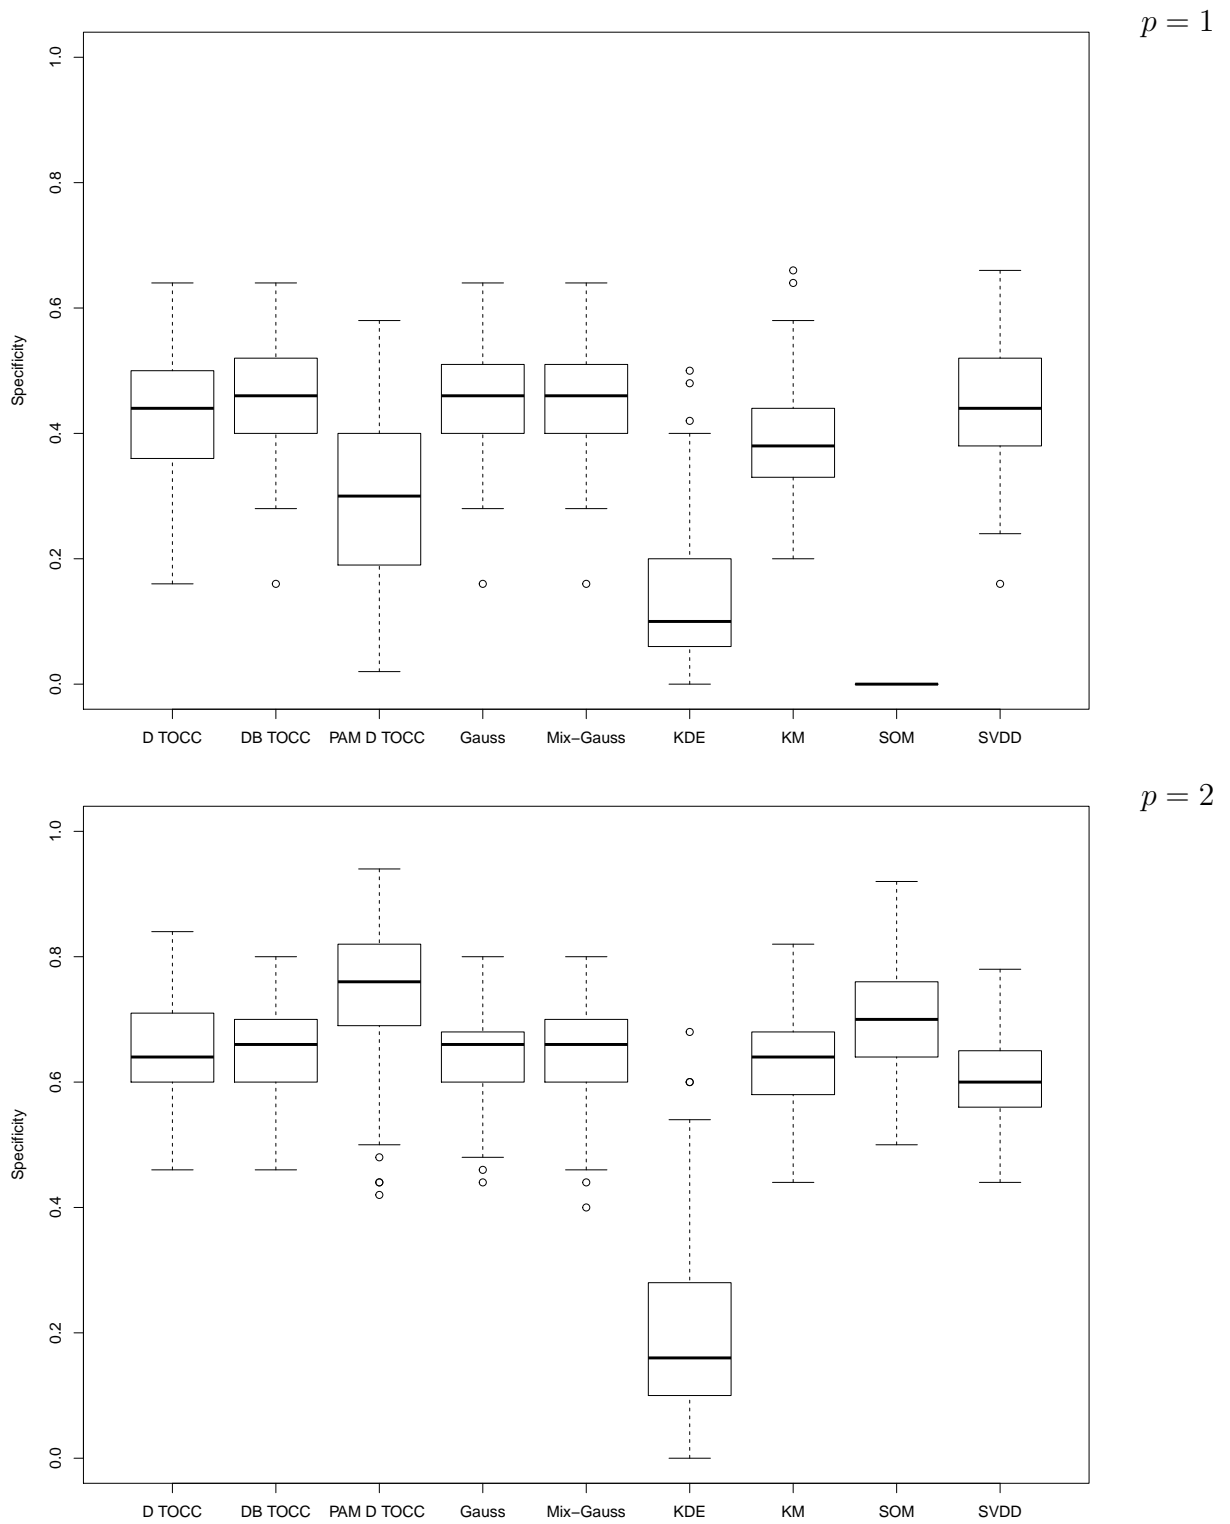 p = 1
1.0
0.8
0.6
0.4
0.2
0.0
Specificity
D TOCC DB TOCC PAM D TOCC Gauss Mix−Gauss KDE KM SOM SVDD
p = 2
1.0
0.8
0.6
0.4
0.2
0.0
Specificity
D TOCC DB TOCC PAM D TOCC Gauss Mix−Gauss KDE KM SOM SVDD